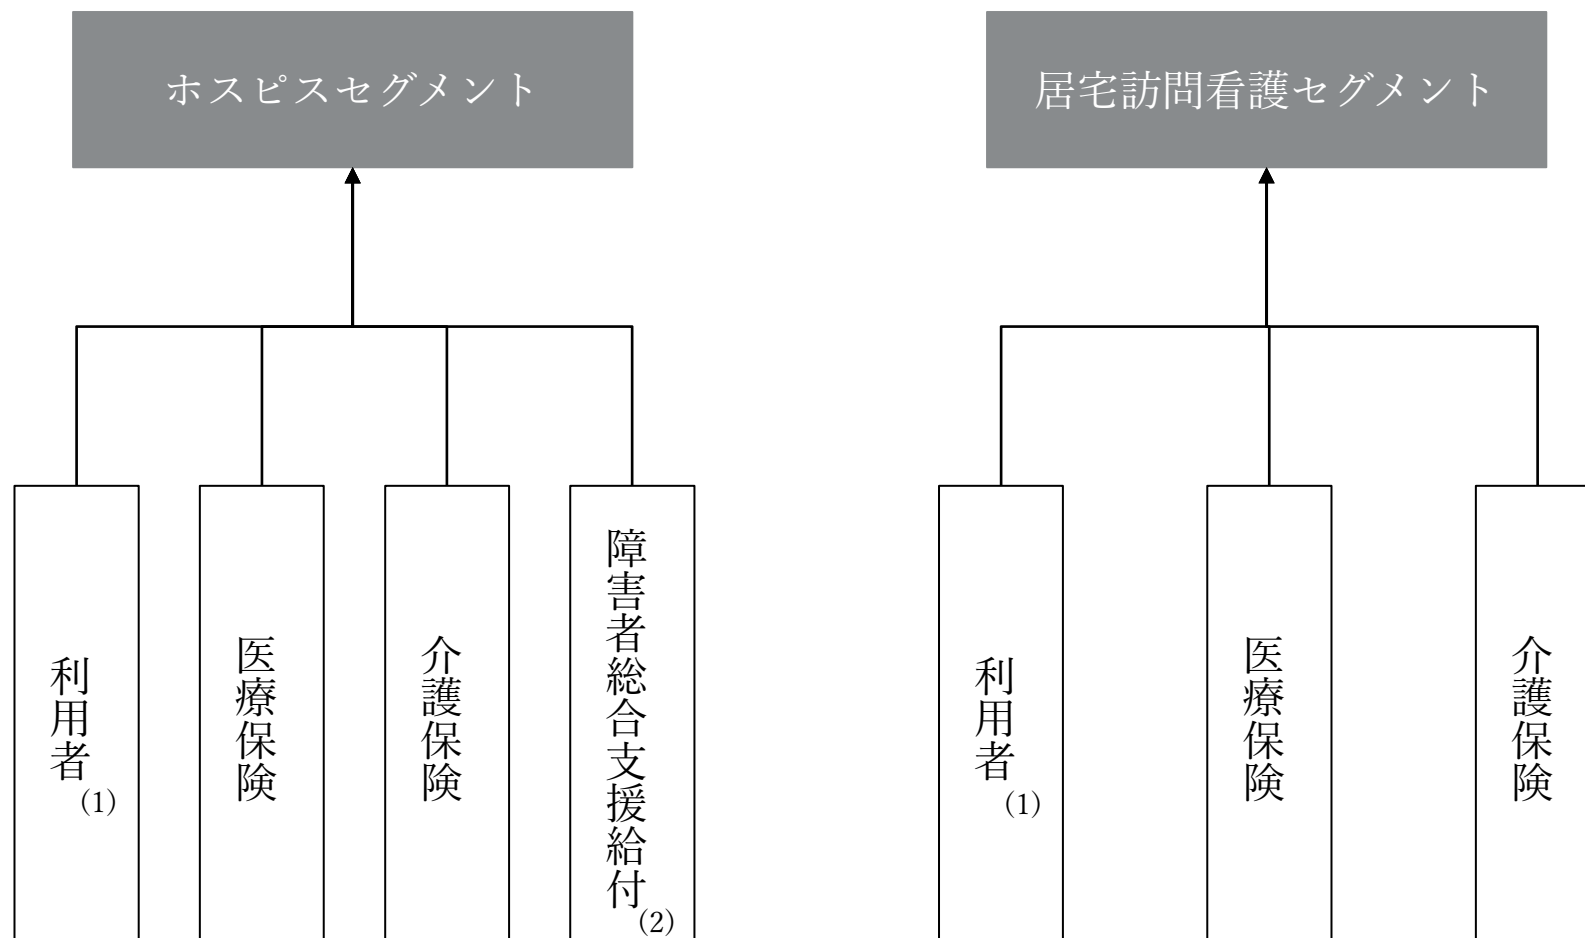 ホスピスセグメント
居宅訪問看護セグメント
利用者(1)
医療保険
介護保険
障害者総合支援給付(2)
利用者(1)
医療保険
介護保険